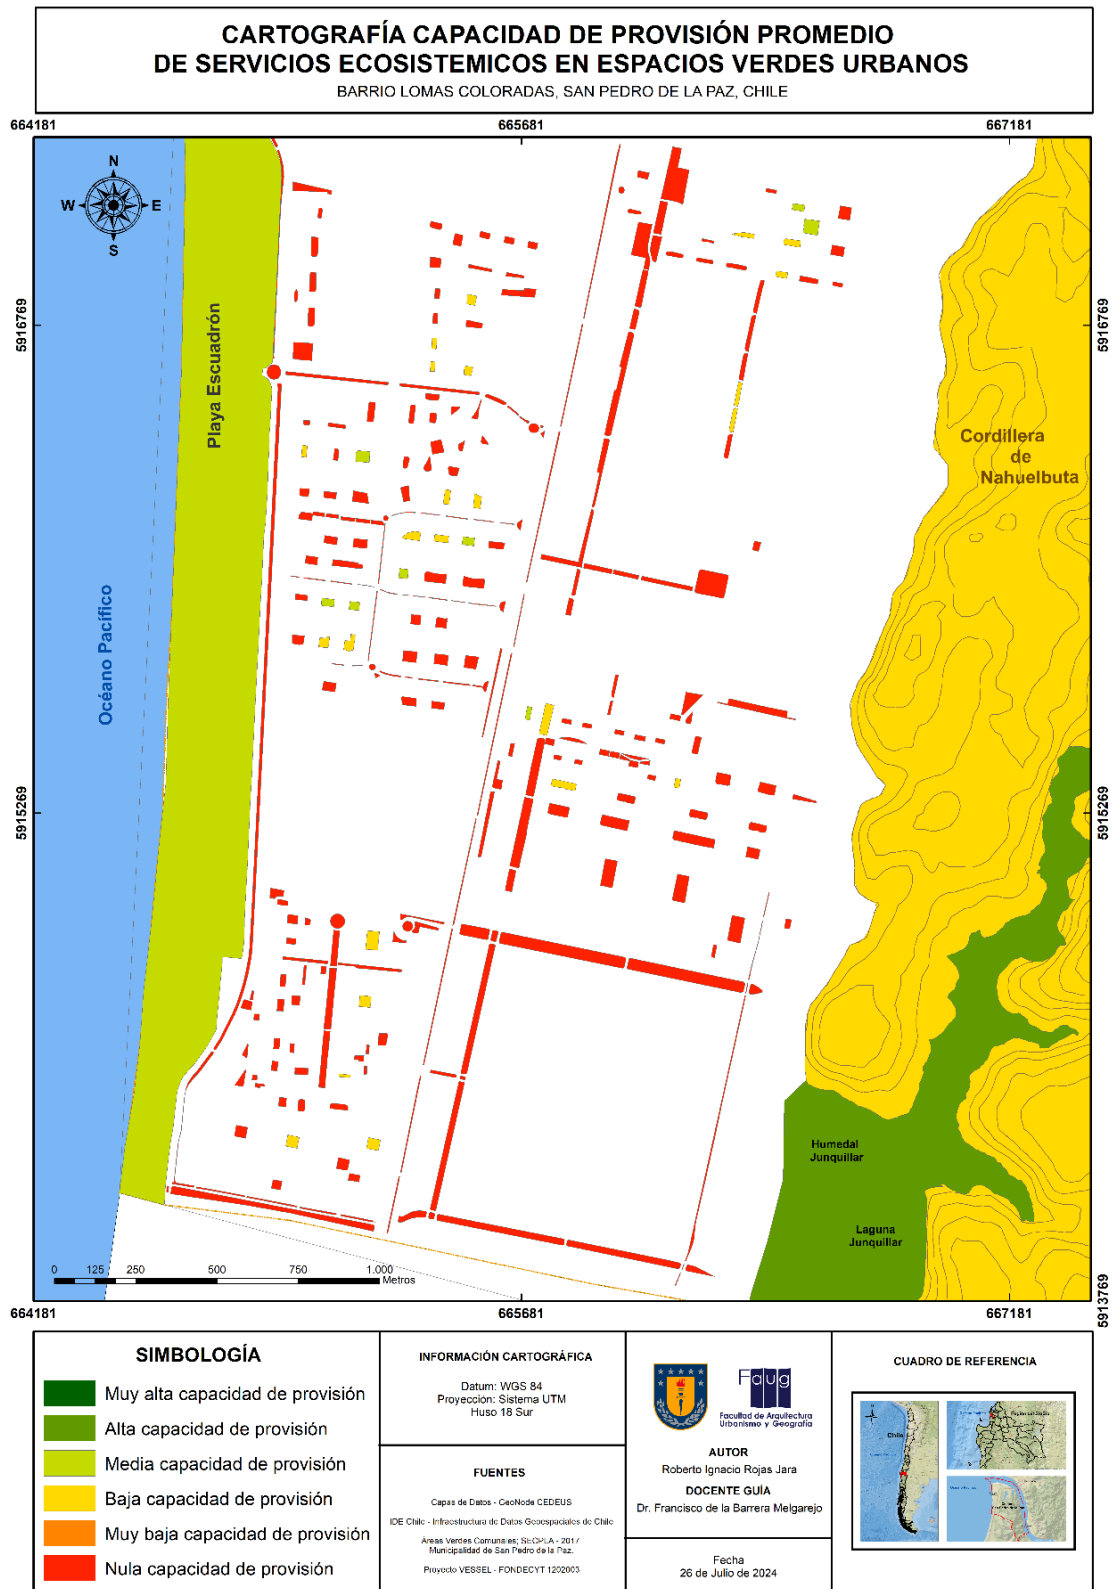 CARTOGRAFÍA CAPACIDAD DE PROVISIÓN PROMEDIO
DE SERVICIOS ECOSISTEMICOS EN ESPACIOS VERDES URBANOS
BARRIO LOMAS COLORADAS, SAN PEDRO DE LA PAZ, CHILE
664181
665681
667181
N
W
E
S
5916769
5916769
Playa Escuadrón
Cordillera
de
Nahuelbuta
Océano Pacífico
5915269
5915269
Humedal
Junquillar
Laguna
Junquillar
0 125 250 500 750 1.000
Metros
5913769
664181
665681
667181
SIMBOLOGÍA
Muy alta capacidad de provisión
Alta capacidad de provisión
Media capacidad de provisión
Baja capacidad de provisión
Muy baja capacidad de provisión
Nula capacidad de provisión
INFORMACIÓN CARTOGRÁFICA
Datum: WGS 84
Proyección: Sistema UTM
Huso 18 Sur
FUENTES
Capas de Datos - GeoNode CEDEUS
IDE Chile - Infraestructura de Datos Geoespaciales de Chile
Áreas Verdes Comunales; SECPLA - 2017
Municipalidad de San Pedro de la Paz.
Proyecto VESSEL - FONDECYT 1202003
Faug
Facultad de Arquitectura
Urbanismo y Geografía
AUTOR
Roberto Ignacio Rojas Jara
DOCENTE GUÍA
Dr. Francisco de la Barrera Melgarejo
Fecha
26 de Julio de 2024
CUADRO DE REFERENCIA
Chile